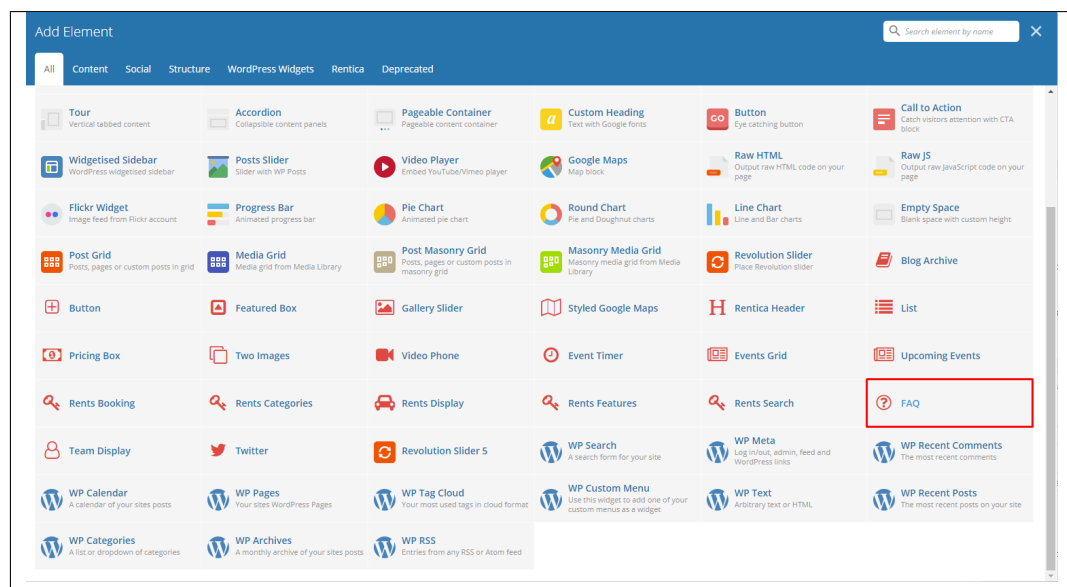 Add Element
Search element by name
All Content Social Structure WordPress Widgets Rentica Deprecated
Tour
Vertical tabbed content
Accordion
Collapsible content panels
Pageable Container
Pageable content container
Custom Heading
Text with Google fonts
GO
Button
Eye catching button
Call to Action
Catch visitors attention with CTA
block
Widgetised Sidebar
WordPress widgetised sidebar
Posts Slider
Slider with WP Posts
Video Player
Embed YouTube/Vimeo player
Google Maps
Map block
Raw HTML
Output raw HTML code on your
page
Raw JS
Output raw JavaScript code on your
page
Flickr Widget
Image feed from Flickr account
Progress Bar
Animated progress bar
Pie Chart
Animated pie chart
Round Chart
Pie and Doughnut charts
Line Chart
Line and Bar charts
Empty Space
Blank space with custom height
Post Grid
Posts, pages or custom posts in grid
Media Grid
Media grid from Media Library
Post Masonry Grid
Posts, pages or custom posts in
masonry grid
Masonry Media Grid
Masonry media grid from Media
Library
Revolution Slider
Place Revolution slider
Blog Archive
Button
Featured Box
Gallery Slider
Styled Google Maps
H Rentica Header
List
Pricing Box
Two Images
Video Phone
Event Timer
Events Grid
Upcoming Events
Rents Booking
Rents Categories
Rents Display
Rents Features
Rents Search
? FAQ
Team Display
Twitter
Revolution Slider 5
WP Search
A search form for your site
WP Meta
Log in/out, admin, feed and
WordPress links
WP Recent Comments
The most recent comments
WP Calendar
A calendar of your sites posts
WP Pages
Your sites WordPress Pages
WP Tag Cloud
Your most used tags in cloud format
WP Custom Menu
Use this widget to add one of your
custom menus as a widget
WP Text
Arbitrary text or HTML
WP Recent Posts
The most recent posts on your site
WP Categories
A list or dropdown of categories
WP Archives
A monthly archive of your sites posts
WP RSS
Entries from any RSS or Atom feed